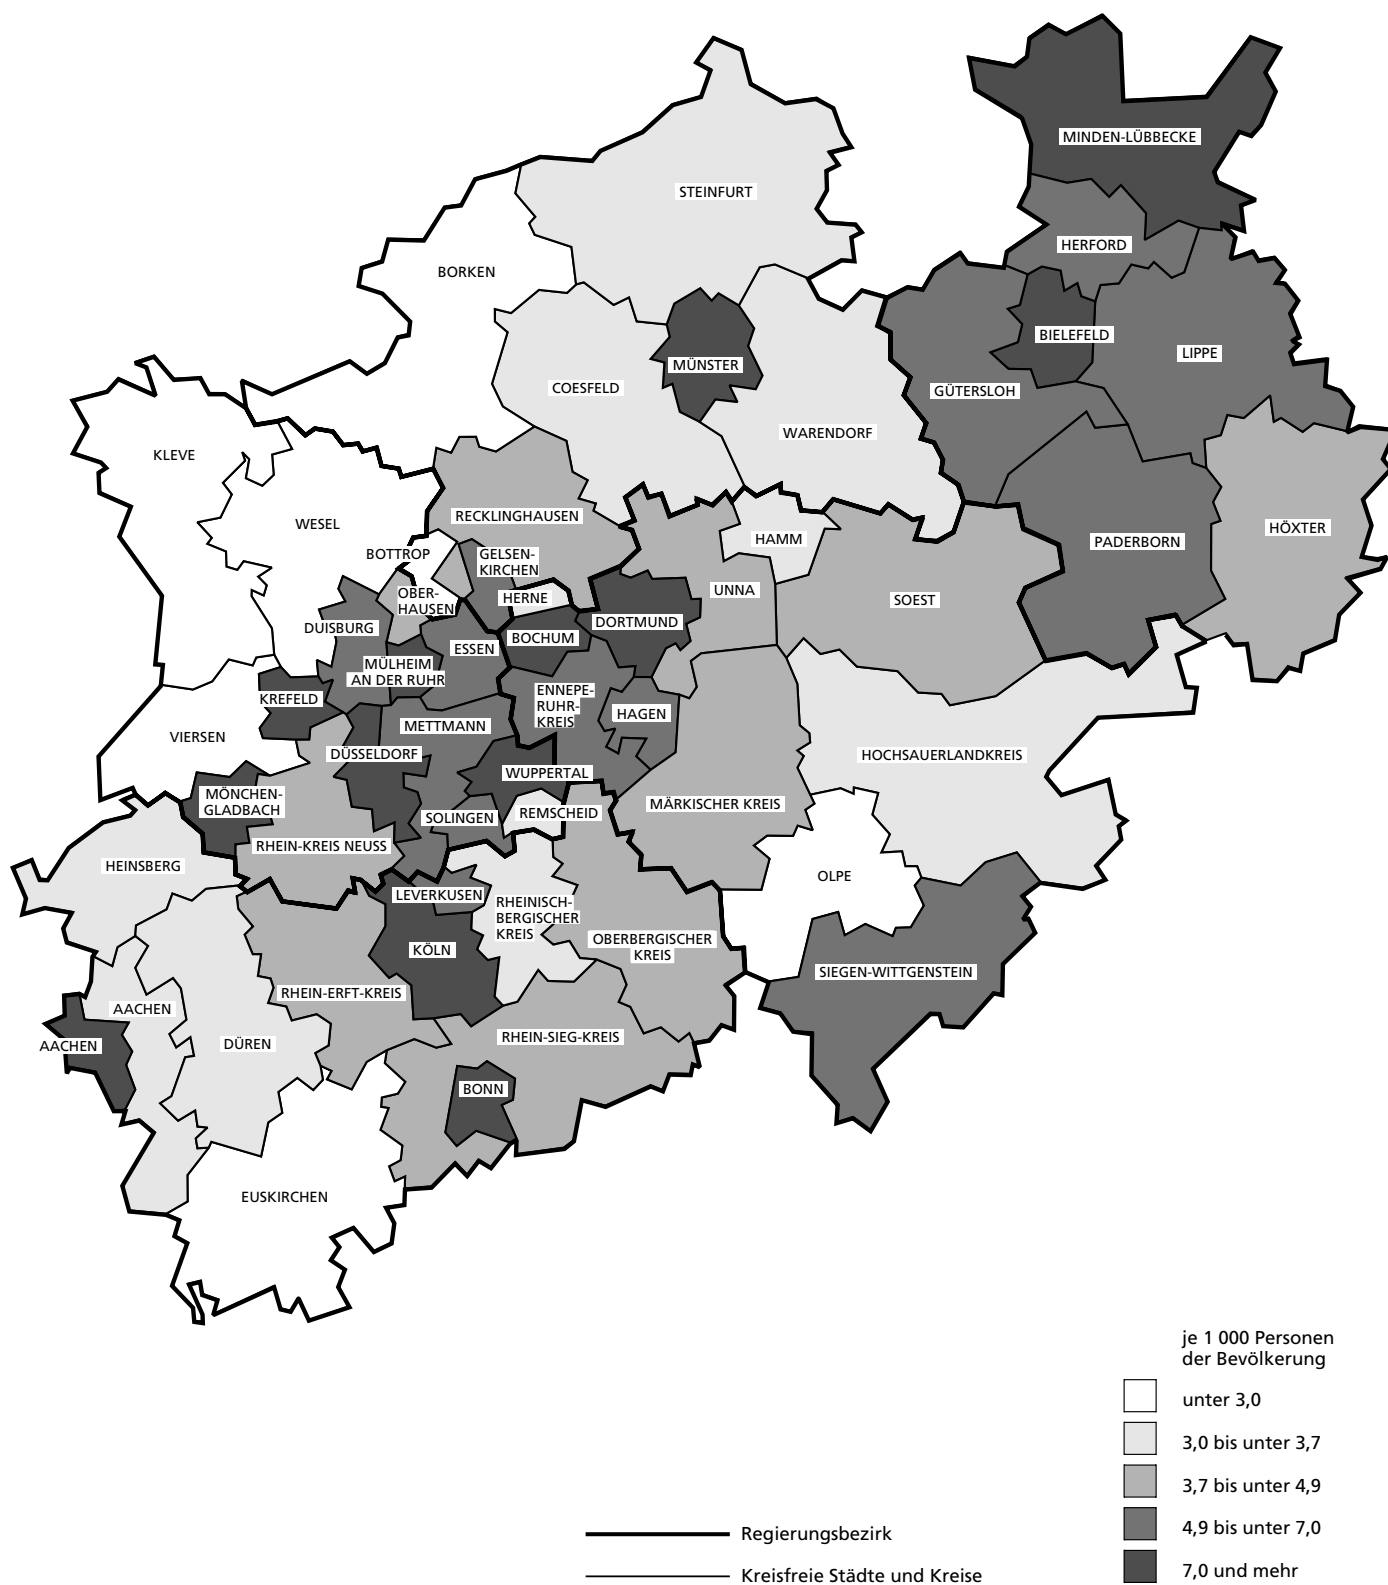 MINDEN-LÜBBECKE
STEINFURT
HERFORD
BORKEN
BIELEFELD
LIPPE
MÜNSTER
COESFELD
GÜTERSLOH
WARENDORF
KLEVE
RECKLINGHAUSEN
WESEL
HÖXTER
HAMM
PADERBORN
BOTTROP
GELSEN-
KIRCHEN
UNNA
OBER-
HAUSEN
HERNE
SOEST
DORTMUND
DUISBURG
BOCHUM
ESSEN
MÜLHEIM
AN DER RUHR
ENNEPE-
RUHR-
KREIS
KREFELD
HAGEN
METTMANN
VIERSEN
DÜSSELDORF
HOCHSAUERLANDKREIS
WUPPERTAL
MÖNCHEN-
GLADBACH
MÄRKISCHER KREIS
REMSCHEID
SOLINGEN
RHEIN-KREIS NEUSS
HEINSBERG
OLPE
LEVERKUSEN
RHEINISCH-
BERGISCHER
KREIS
OBERBERGISCHER
KREIS
KÖLN
SIEGEN-WITTGENSTEIN
RHEIN-ERFT-KREIS
AACHEN
RHEIN-SIEG-KREIS
AACHEN
DÜREN
BONN
EUSKIRCHEN
je 1 000 Personen
der Bevölkerung
unter 3,0
3,0 bis unter 3,7
3,7 bis unter 4,9
4,9 bis unter 7,0
7,0 und mehr
Regierungsbezirk
Kreisfreie Städte und Kreise